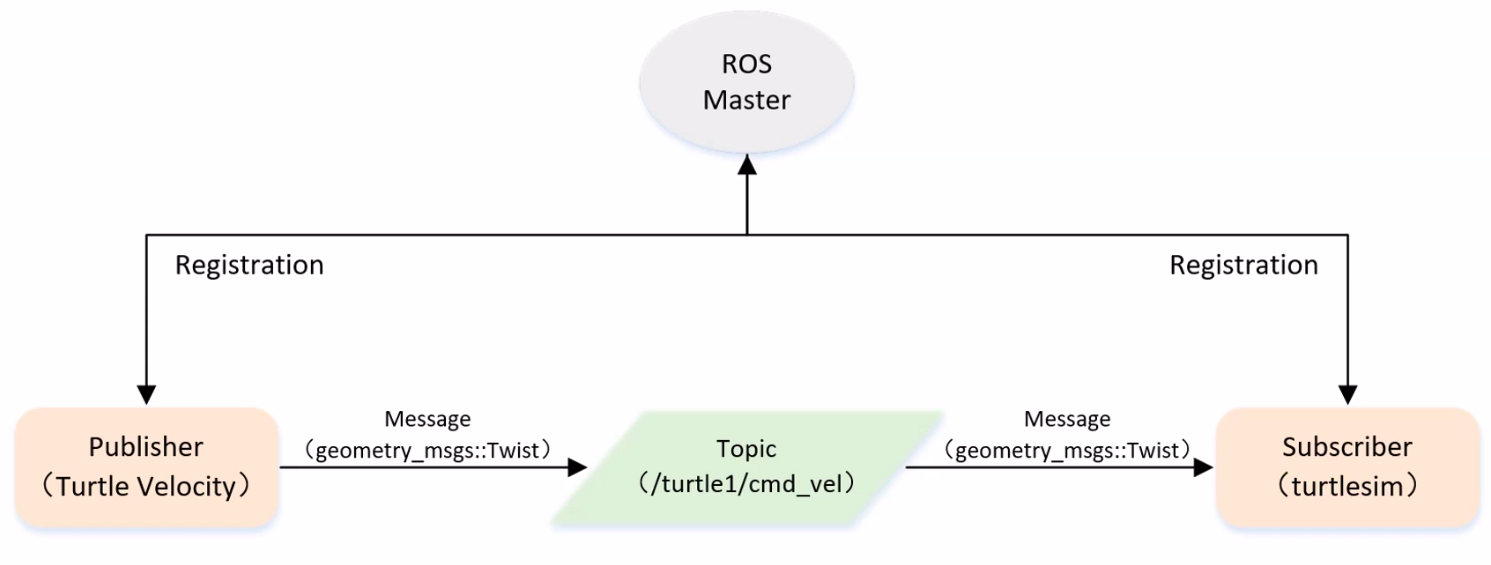 ROS
Master
Registration
Registration
Publisher
（Turtle Velocity）
Message
（geometry_msgs::Twist）
Topic
（/turtle1/cmd_vel）
Message
（geometry_msgs::Twist）
Subscriber
（turtlesim）